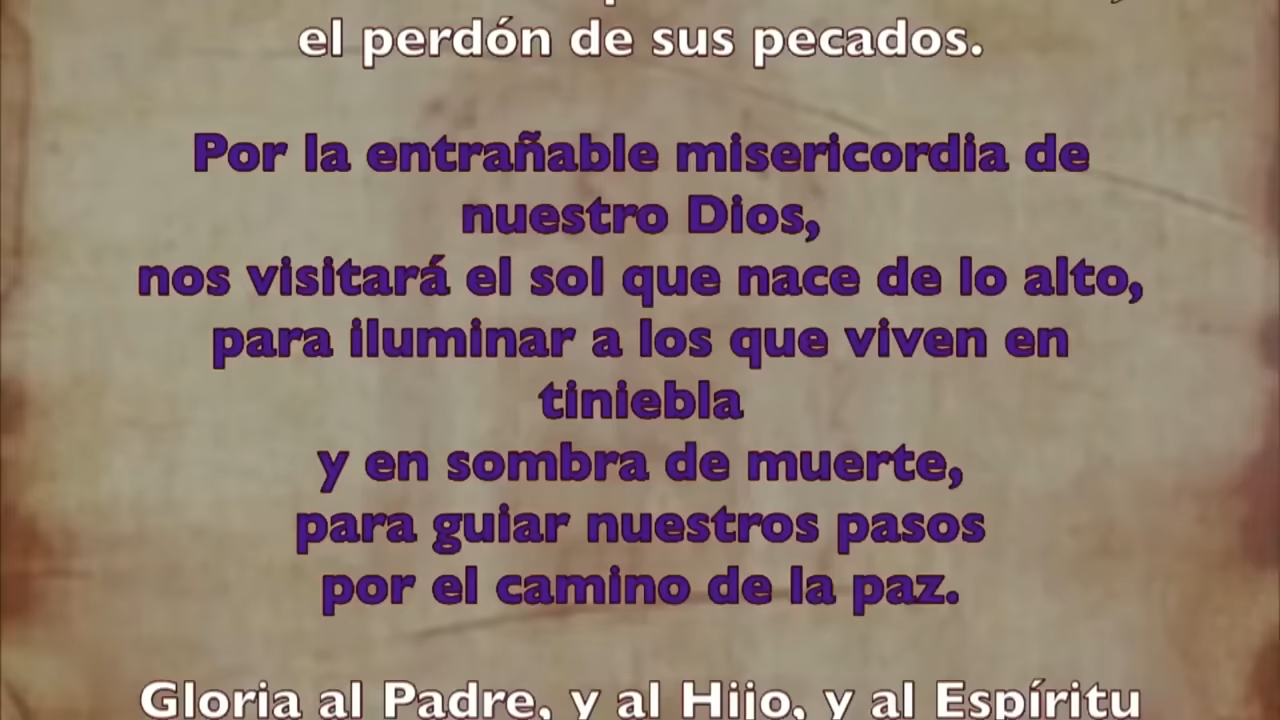 el perdón de sus pecados.
Por la entrañable misericordia de
nuestro Dios,
nos visitará el sol que nace de lo alto,
para iluminar a los que viven en
tiniebla
y en sombra de muerte,
para guiar nuestros pasos
por el camino de la paz.
Gloria al Padre, y al Hijo, y al Espíritu